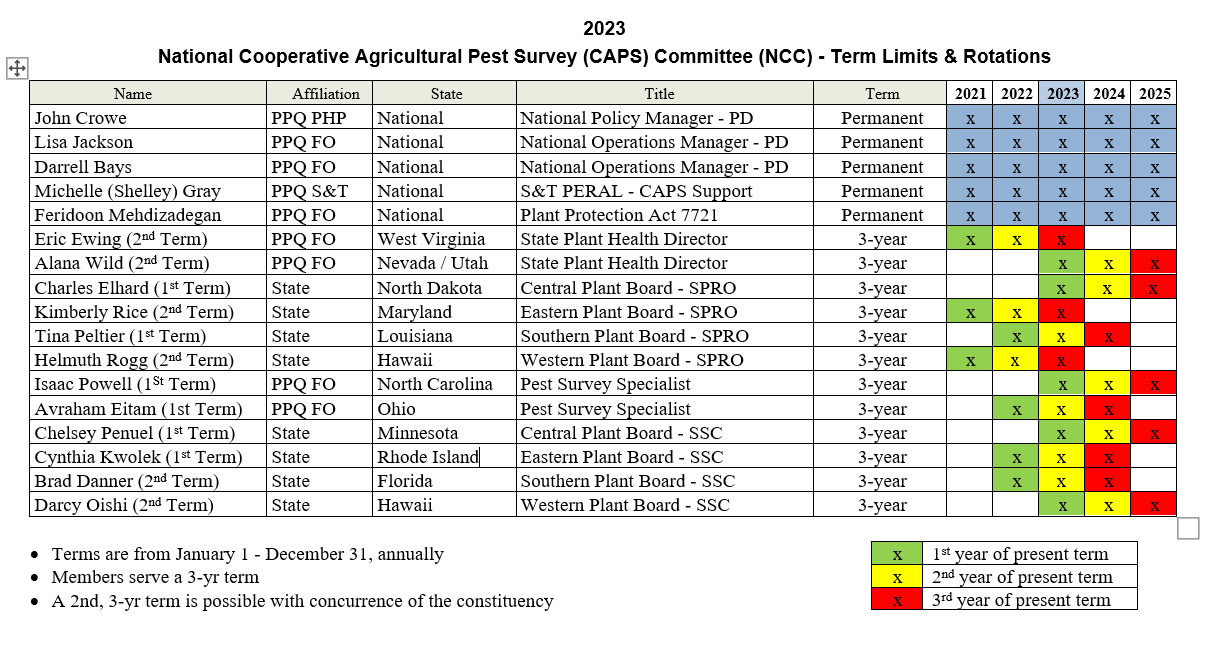 2023
National Cooperative Agricultural Pest Survey (CAPS) Committee (NCC) - Term Limits & Rotations
Name Affiliation State Title Term 2021 2022 2023 2024 2025
John Crowe PPQ PHP National National Policy Manager - PD Permanent x x x x x
Lisa Jackson PPQ FO National National Operations Manager - PD Permanent x x x x x
Darrell Bays PPQ FO National National Operations Manager - PD Permanent x x x x x
Michelle (Shelley) Gray PPQ S&T National S&T PERAL - CAPS Support Permanent x x x x x
Feridoon Mehdizadegan PPQ FO National Plant Protection Act 7721 Permanent x x x x x
Eric Ewing (2nd Term) PPQ FO West Virginia State Plant Health Director 3-year x x x
Alana Wild (2nd Term) PPQ FO Nevada / Utah State Plant Health Director 3-year x x x
Charles Elhard (1st Term) State North Dakota Central Plant Board - SPRO 3-year x x x
Kimberly Rice (2nd Term) State Maryland Eastern Plant Board - SPRO 3-year x x x
Tina Peltier (1st Term) State Louisiana Southern Plant Board - SPRO 3-year x x x
Helmuth Rogg (2nd Term) State Hawaii Western Plant Board - SPRO 3-year x x x
Isaac Powell (1St Term) PPQ FO North Carolina Pest Survey Specialist 3-year x x x
Avraham Eitam (1st Term) PPQ FO Ohio Pest Survey Specialist 3-year x x x
Chelsey Penuel (1st Term) State Minnesota Central Plant Board - SSC 3-year x x x
Cynthia Kwolek (1st Term) State Rhode Island Eastern Plant Board - SSC 3-year x x x
Brad Danner (2nd Term) State Florida Southern Plant Board - SSC 3-year x x x
Darcy Oishi (2nd Term) State Hawaii Western Plant Board - SSC 3-year x x x
• Terms are from January 1 - December 31, annually
• Members serve a 3-yr term
• A 2nd, 3-yr term is possible with concurrence of the constituency
x 1st year of present term
x 2nd year of present term
x 3rd year of present term